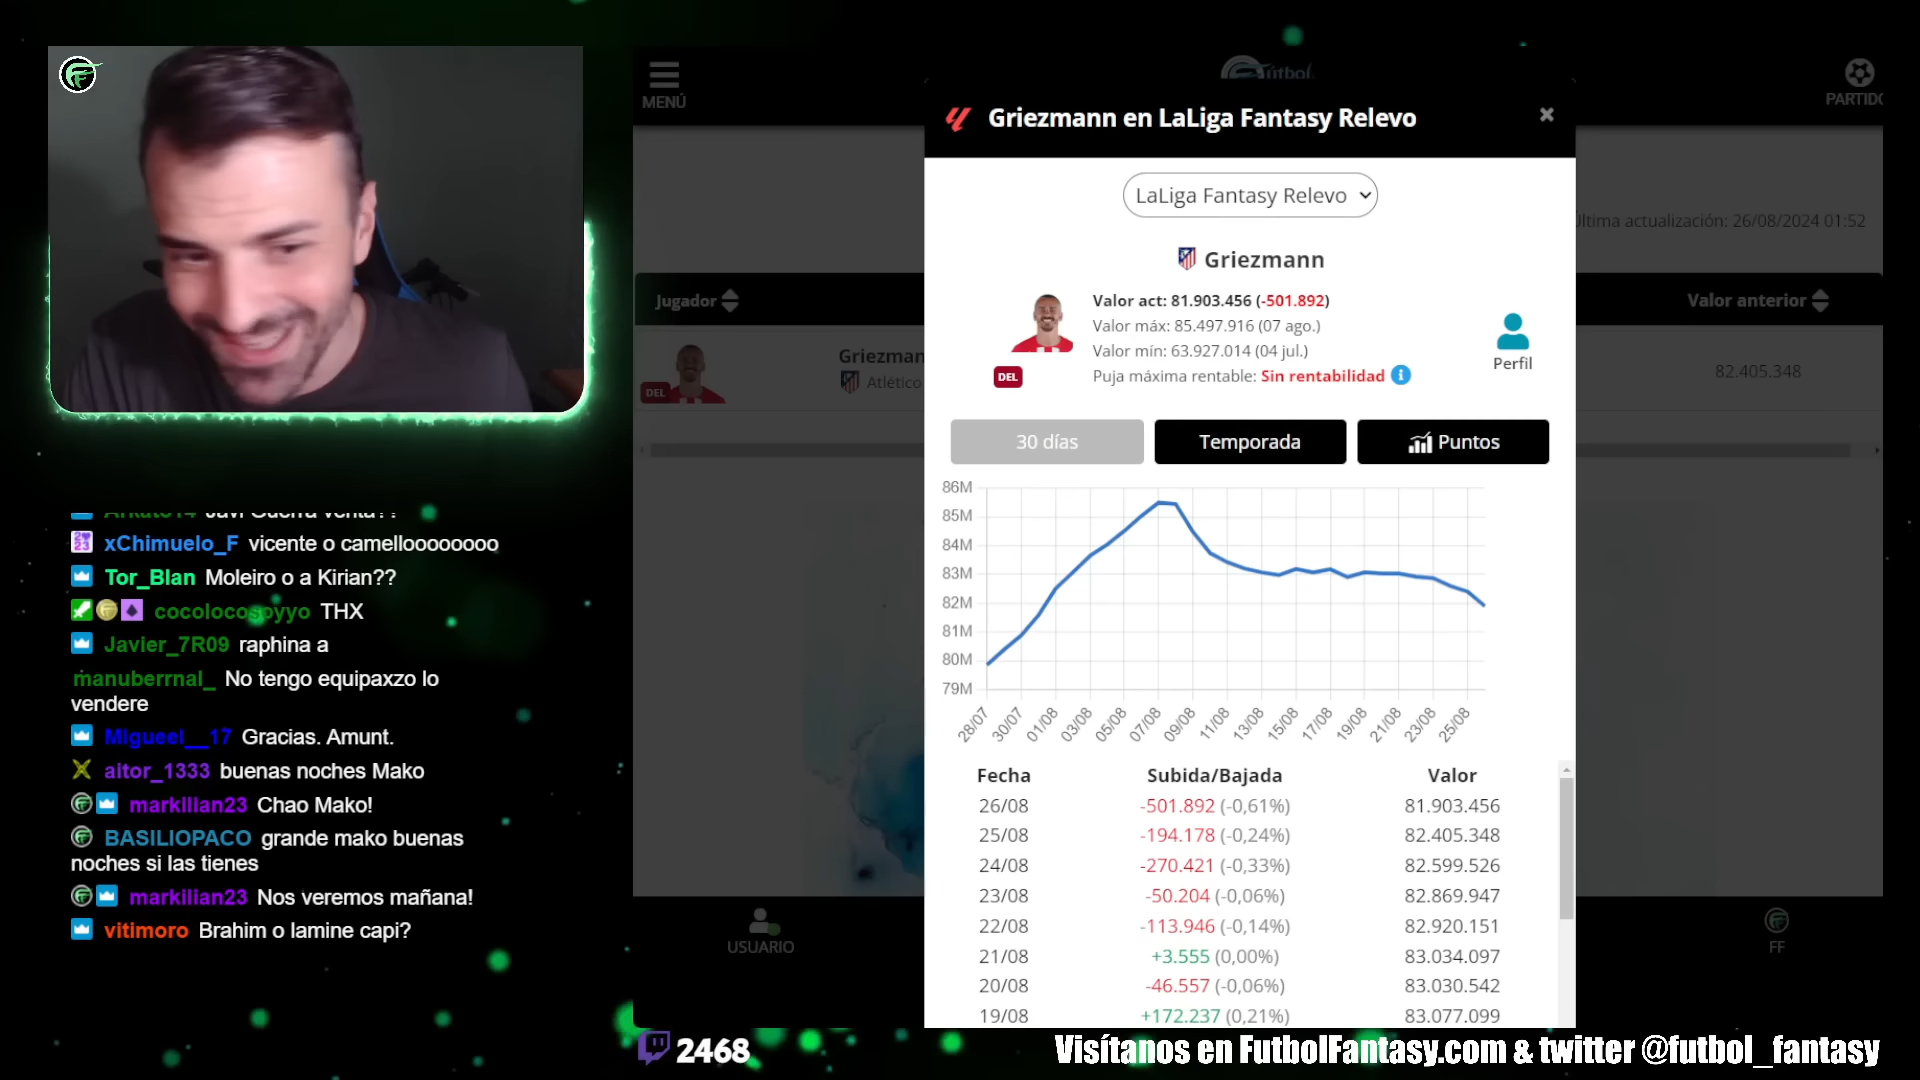 MENÚ
fútbol
PARTIDO
Griezmann en LaLiga Fantasy Relevo
LaLiga Fantasy Relevo
Última actualización: 26/08/2024 01:52
Griezmann
Valor act: 81.903.456 (-501.892)
Valor máx: 85.497.916 (07 ago.)
Valor mín: 63.927.014 (04 jul.)
Puja máxima rentable: Sin rentabilidad
DEL
Perfil
Jugador
Valor anterior
Griezman
Atlético
DEL
82.405.348
30 días
Temporada
Puntos
86M
85M
84M
83M
82M
81M
80M
79M
28/07 30/07 01/08 03/08 05/08 07/08 09/08 11/08 13/08 15/08 17/08 19/08 21/08 23/08 25/08
Fecha Subida/Bajada Valor
26/08 -501.892 (-0,61%) 81.903.456
25/08 -194.178 (-0,24%) 82.405.348
24/08 -270.421 (-0,33%) 82.599.526
23/08 -50.204 (-0,06%) 82.869.947
22/08 -113.946 (-0,14%) 82.920.151
21/08 +3.555 (0,00%) 83.034.097
20/08 -46.557 (-0,06%) 83.030.542
19/08 +172.237 (0,21%) 83.077.099
xChimuelo_F vicente o camelloooooooo
Tor_Blan Moleiro o a Kirian??
cocolocosoyyo THX
Javier_7R09 raphina a
manuberrnal_ No tengo equipaxzo lo
vendere
Migueel__17 Gracias. Amunt.
aitor_1333 buenas noches Mako
markilian23 Chao Mako!
BASILIOPACO grande mako buenas
noches si las tienes
markilian23 Nos veremos mañana!
vitimoro Brahim o lamine capi?
USUARIO
FF
2468
Visítanos en FutbolFantasy.com & twitter @futbol_fantasy